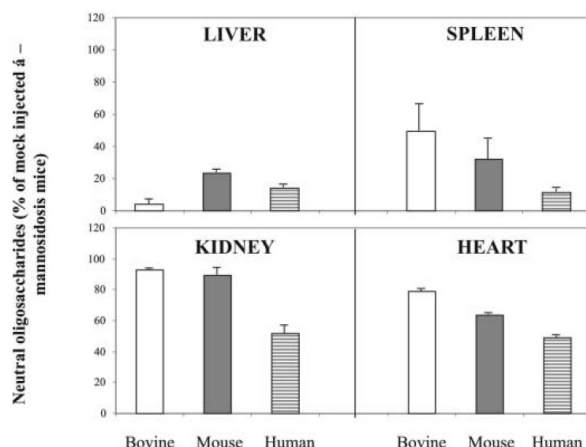 Neutral oligosaccharides (% of mock injected á –
mannosidosis mice)
120
100
80
60
40
20
0
LIVER
SPLEEN
120
100
80
60
40
20
0
KIDNEY
HEART
Bovine Mouse Human Bovine Mouse Human